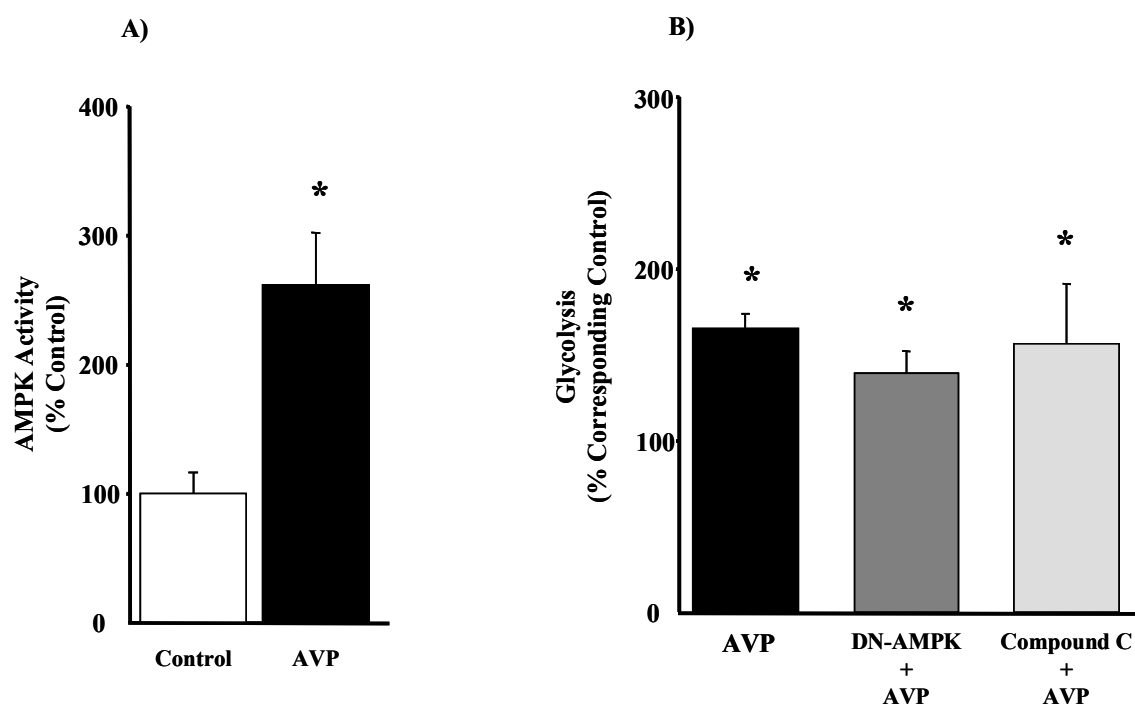 A)
400
300
200
100
0
AMPK Activity
(% Control)
*
Control
AVP
B)
300
200
100
0
Glycolysis
(% Corresponding Control)
*
*
*
AVP
DN-AMPK
+
AVP
Compound C
+
AVP